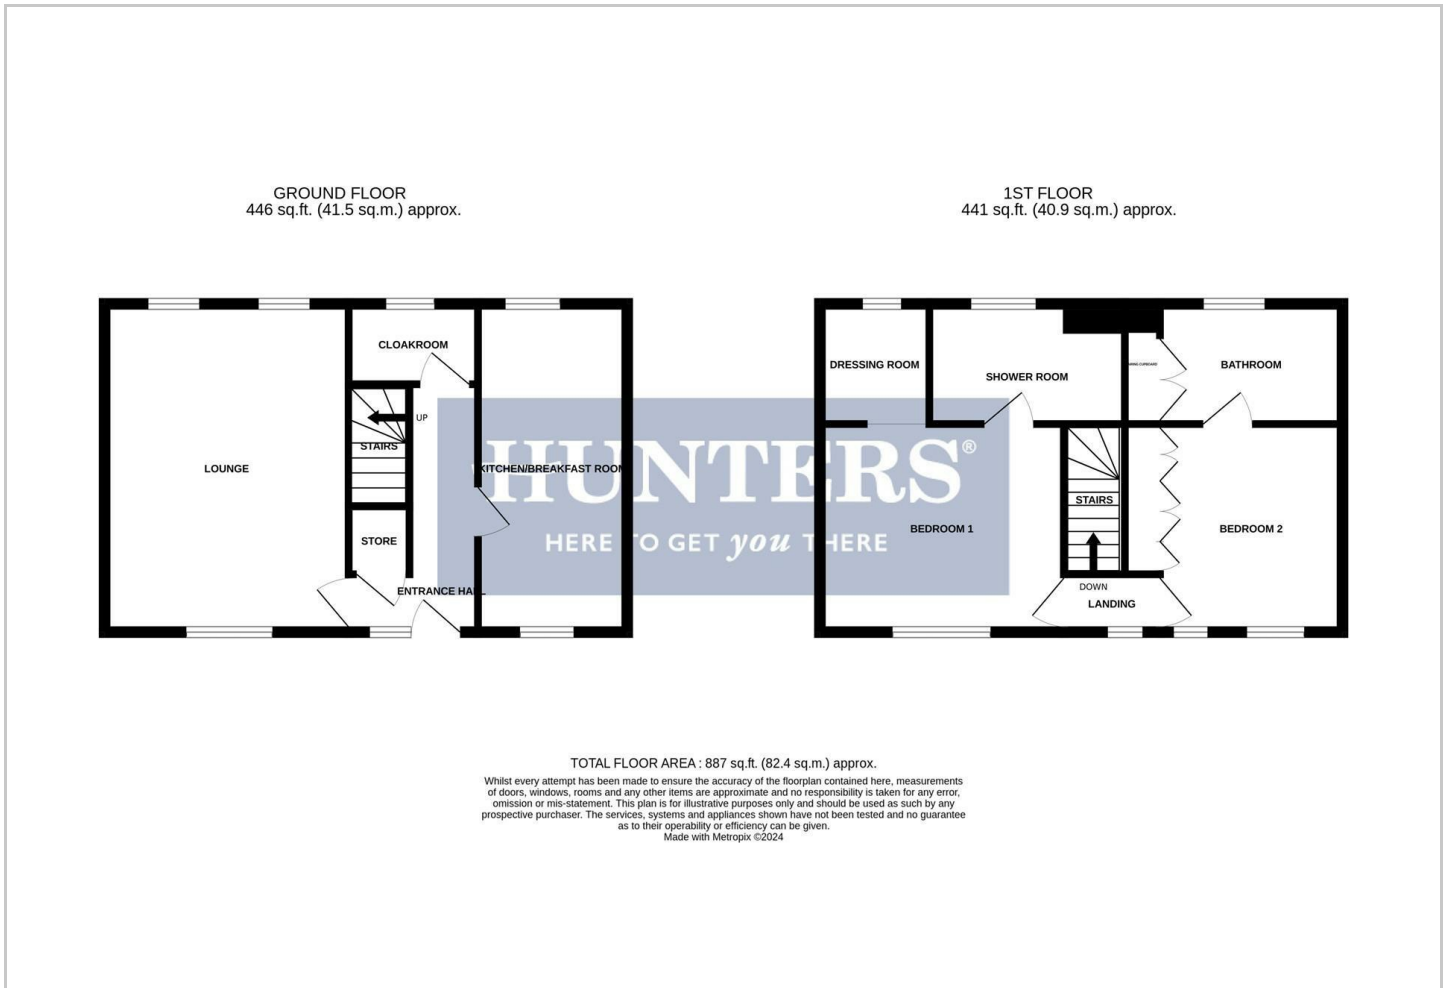 GROUND FLOOR
446 sq.ft. (41.5 sq.m.) approx.
1ST FLOOR
441 sq.ft. (40.9 sq.m.) approx.
CLOAKROOM
UP
STAIRS
LOUNGE
KITCHEN/BREAKFAST ROOM
STORE
ENTRANCE HALL
DRESSING ROOM
SHOWER ROOM
CUPBOARD
BATHROOM
STAIRS
BEDROOM 1
BEDROOM 2
DOWN
LANDING
HUNTERS®
HERE TO GET you THERE
TOTAL FLOOR AREA : 887 sq.ft. (82.4 sq.m.) approx.
Whilst every attempt has been made to ensure the accuracy of the floorplan contained here, measurements
of doors, windows, rooms and any other items are approximate and no responsibility is taken for any error,
omission or mis-statement. This plan is for illustrative purposes only and should be used as such by any
prospective purchaser. The services, systems and appliances shown have not been tested and no guarantee
as to their operability or efficiency can be given.
Made with Metropix ©2024